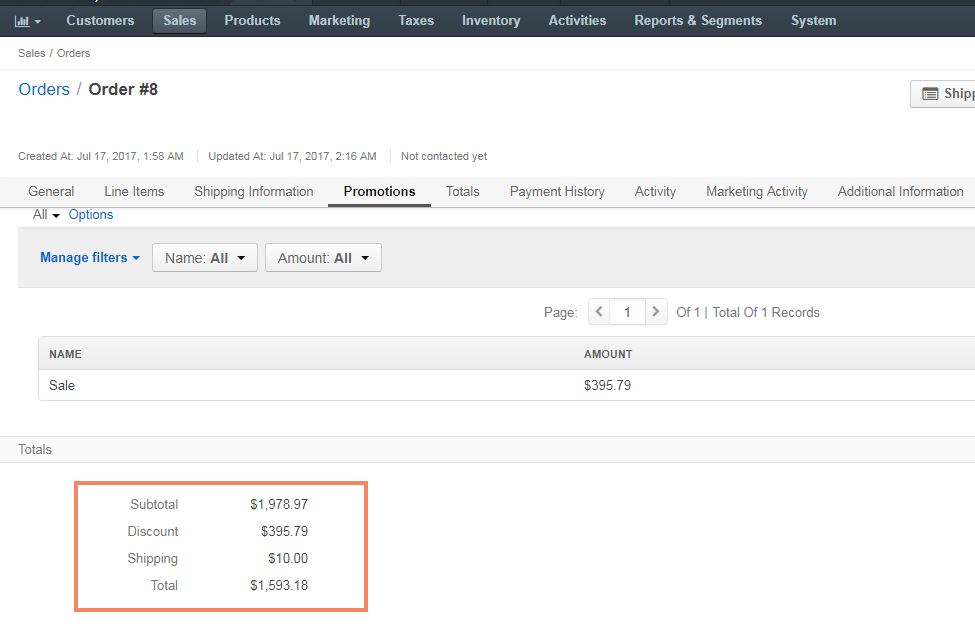 Customers Sales Products Marketing Taxes Inventory Activities Reports & Segments System
Sales / Orders
Orders / Order #8
Created At: Jul 17, 2017, 1:58 AM Updated At: Jul 17, 2017, 2:16 AM Not contacted yet
General Line Items Shipping Information Promotions Totals Payment History Activity Marketing Activity Additional Information
All Options
Manage filters Name: All Amount: All
Page: 1 Of 1 | Total Of 1 Records
NAME AMOUNT
Sale $395.79
Totals
Subtotal $1,978.97
Discount $395.79
Shipping $10.00
Total $1,593.18